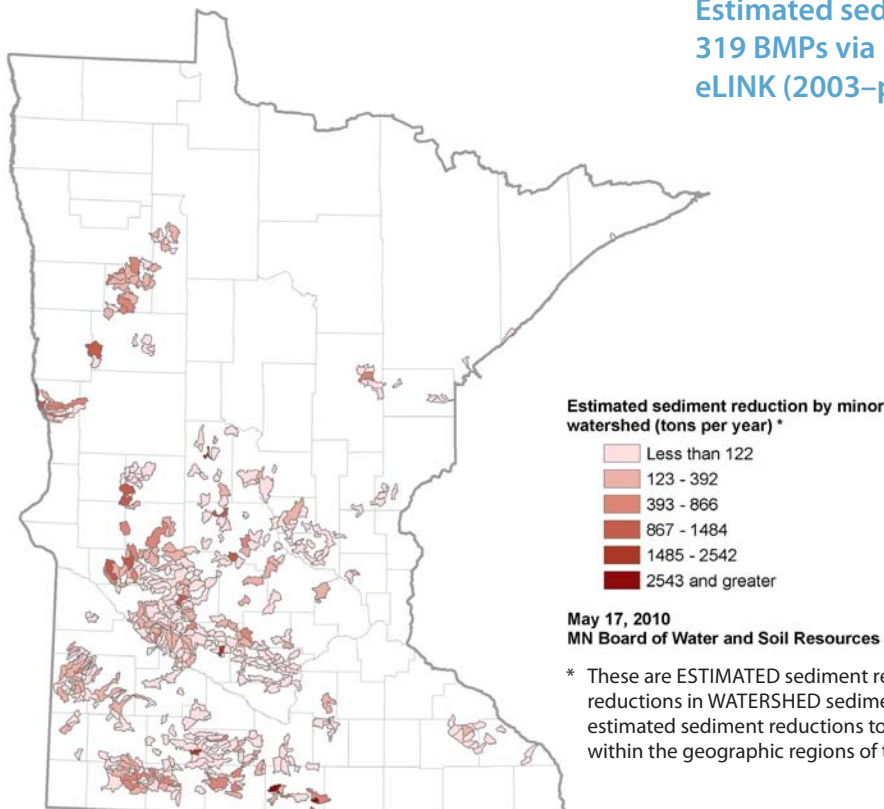 Estimated sed
319 BMPs via
eLINK (2003–p
Estimated sediment reduction by minor
watershed (tons per year) *
Less than 122
123 - 392
393 - 866
867 - 1484
1485 - 2542
2543 and greater
May 17, 2010
MN Board of Water and Soil Resources
* These are ESTIMATED sediment re
reductions in WATERSHED sedime
estimated sediment reductions to
within the geographic regions of t